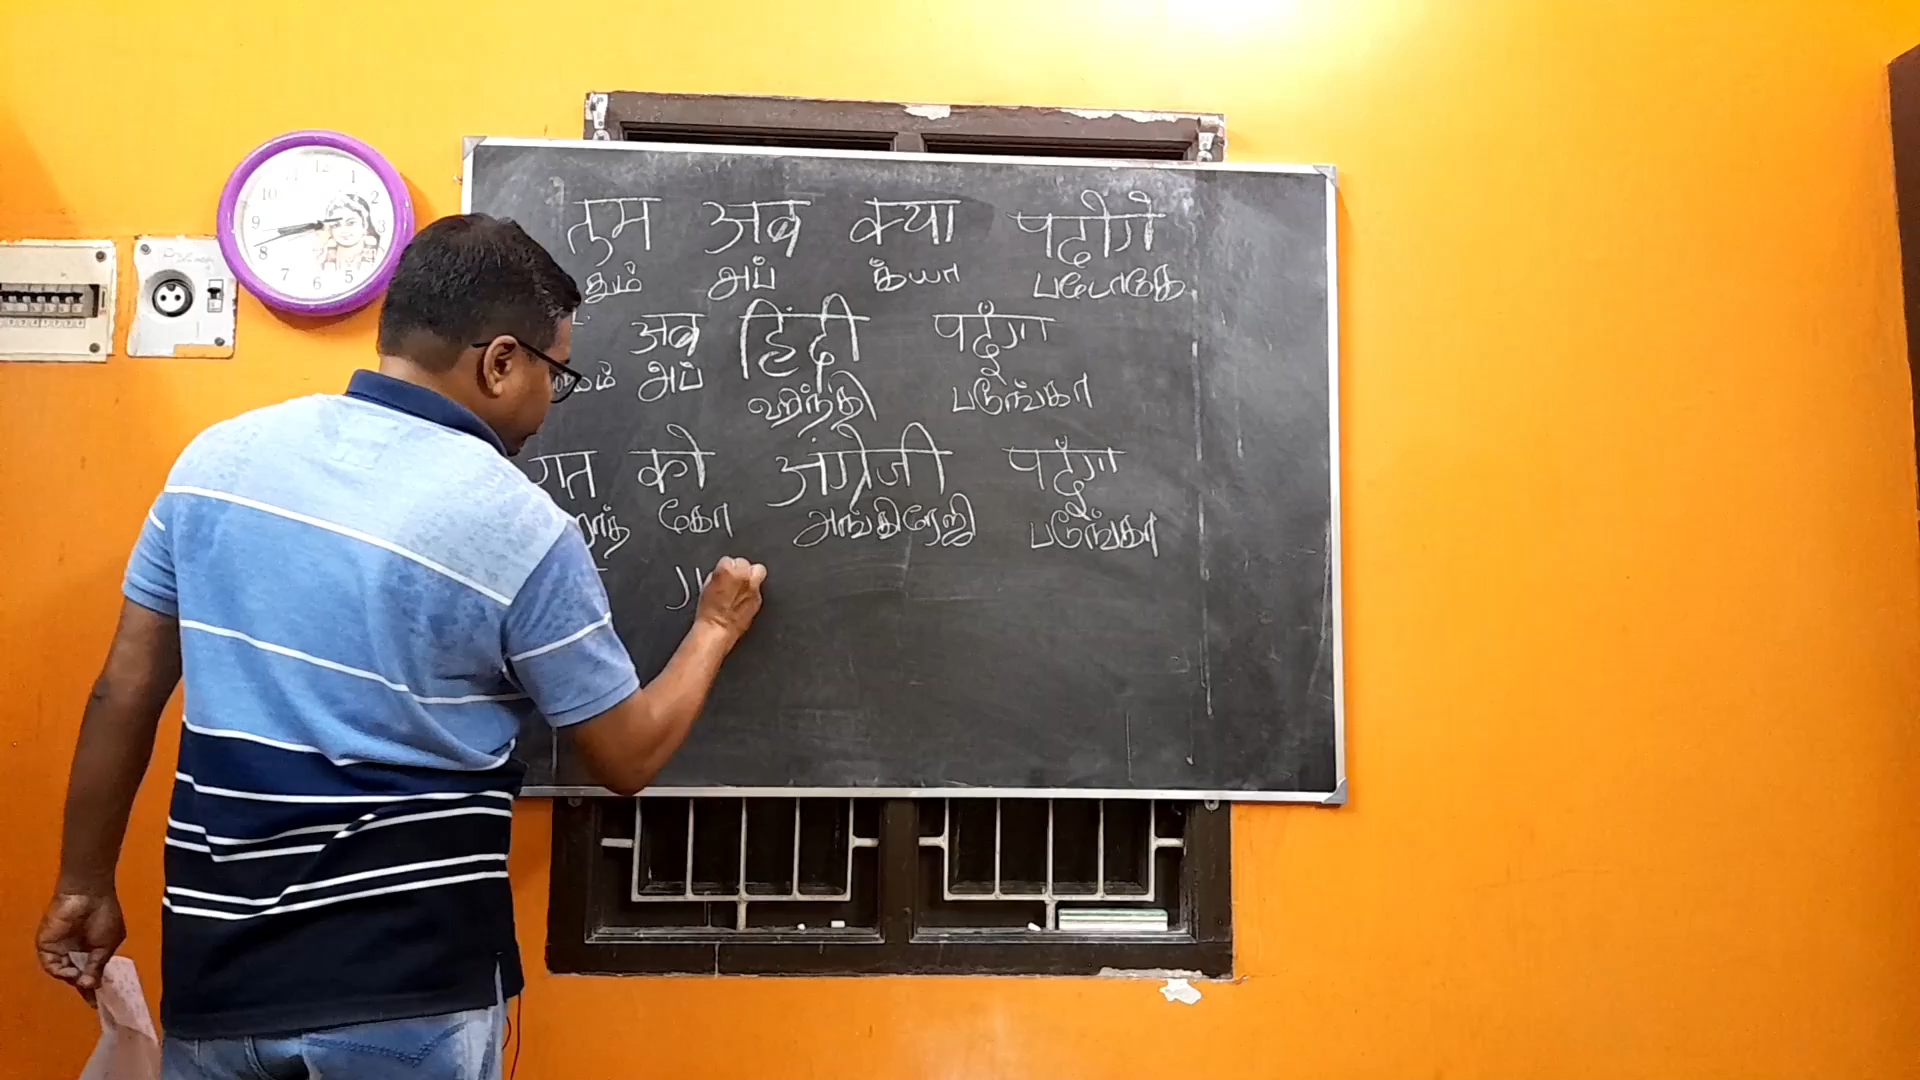 तुम अब क्या पढ़ोगे
தும் அப் க்யா படோகே
अब हिंदी पढूँगा
அப் ஹிந்தி படூங்கா
को अंग्रेजी पढूँगा
கோ அங்கிரேஜி படூங்கா